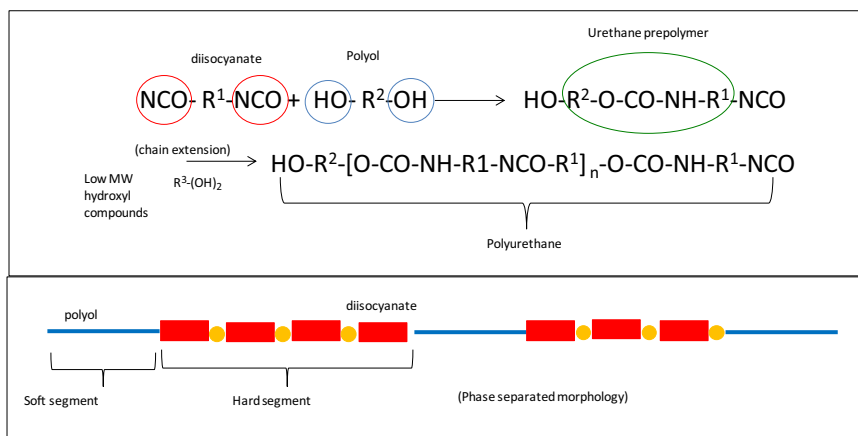 Urethane prepolymer
diisocyanate
Polyol
NCO- R¹-NCO + HO- R²-OH
HO-R²-O-CO-NH-R¹-NCO
(chain extension)
R³-(OH)₂
Low MW
hydroxyl
compounds
HO-R²-[O-CO-NH-R1-NCO-R¹]ₙ-O-CO-NH-R¹-NCO
Polyurethane
polyol
diisocyanate
Soft segment
Hard segment
(Phase separated morphology)